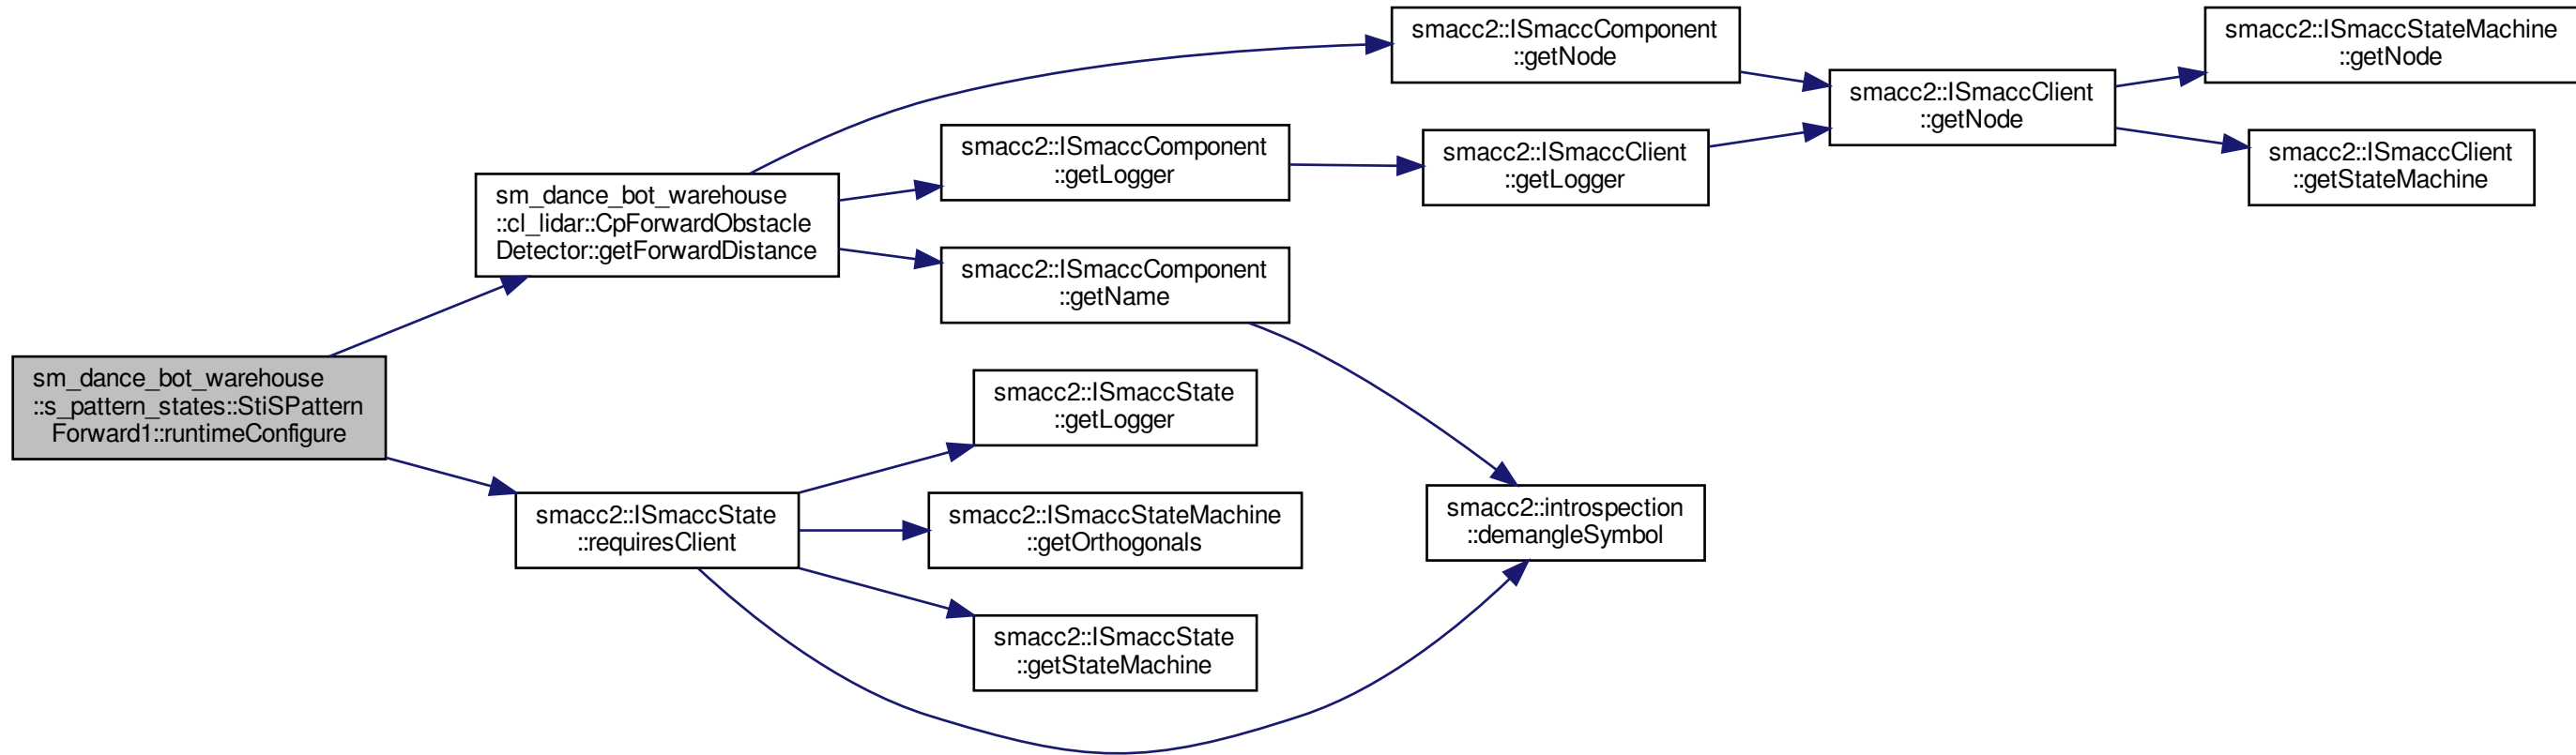 smacc2::ISmaccComponent
::getNode
smacc2::ISmaccStateMachine
::getNode
smacc2::ISmaccClient
::getNode
smacc2::ISmaccComponent
::getLogger
smacc2::ISmaccClient
::getLogger
smacc2::ISmaccClient
::getStateMachine
sm_dance_bot_warehouse
::cl_lidar::CpForwardObstacle
Detector::getForwardDistance
smacc2::ISmaccComponent
::getName
sm_dance_bot_warehouse
::s_pattern_states::StiSPattern
Forward1::runtimeConfigure
smacc2::ISmaccState
::getLogger
smacc2::ISmaccState
::requiresClient
smacc2::ISmaccStateMachine
::getOrthogonals
smacc2::introspection
::demangleSymbol
smacc2::ISmaccState
::getStateMachine